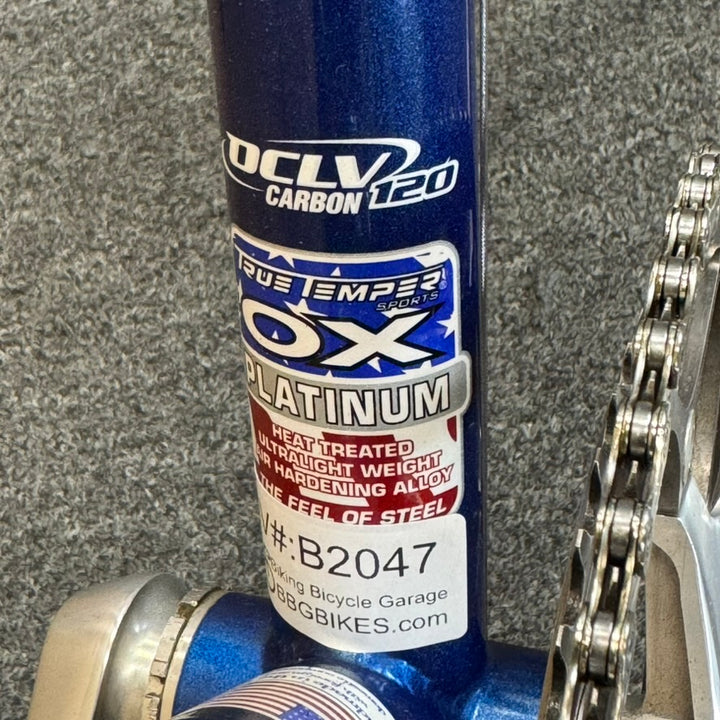 OCLV
CARBON 120
TRUE TEMPER®
SPORTS
OX
PLATINUM
HEAT TREATED
ULTRALIGHT WEIGHT
AIR HARDENING ALLOY
THE FEEL OF STEEL
V#:B2047
Biking Bicycle Garage
BBGBIKES.com